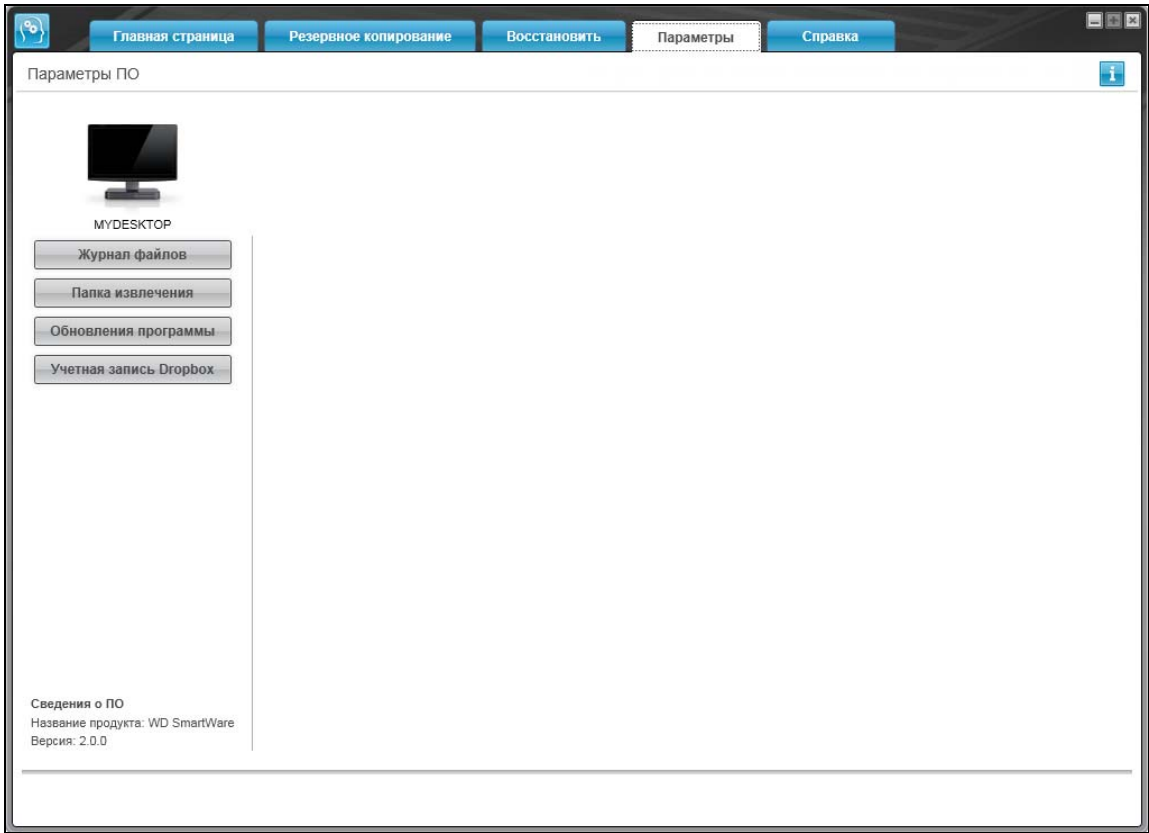 Главная страница
Резервное копирование
Восстановить
Параметры
Справка
Параметры ПО
MYDESKTOP
Журнал файлов
Папка извлечения
Обновления программы
Учетная запись Dropbox
Сведения о ПО
Название продукта: WD SmartWare
Версия: 2.0.0